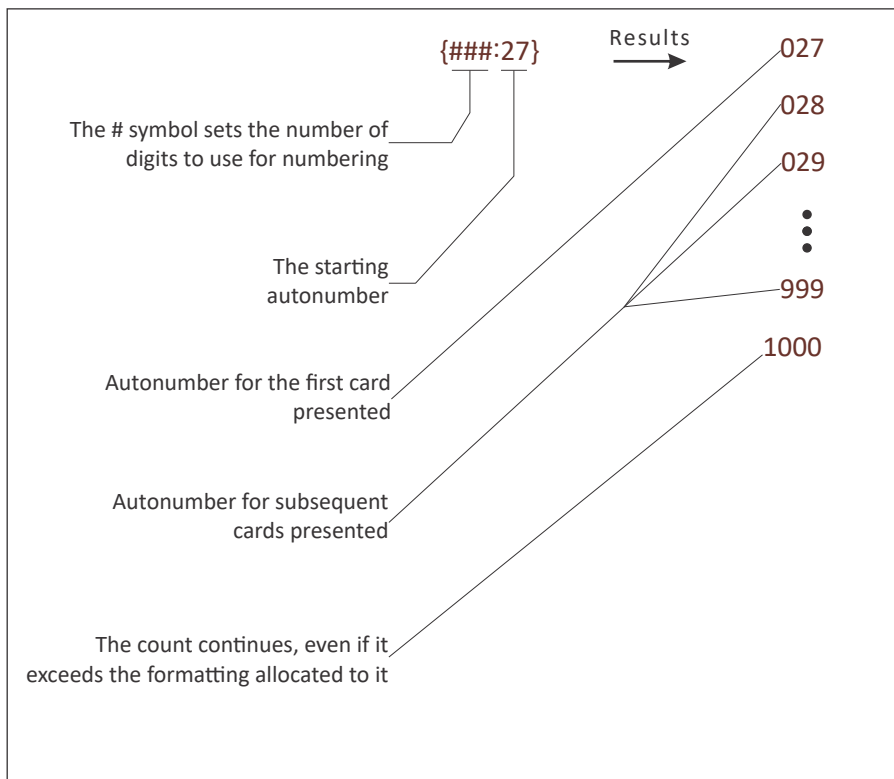 {###:27}
Results
027
028
The # symbol sets the number of
digits to use for numbering
029
The starting
autonumber
999
1000
Autonumber for the first card
presented
Autonumber for subsequent
cards presented
The count continues, even if it
exceeds the formatting allocated to it